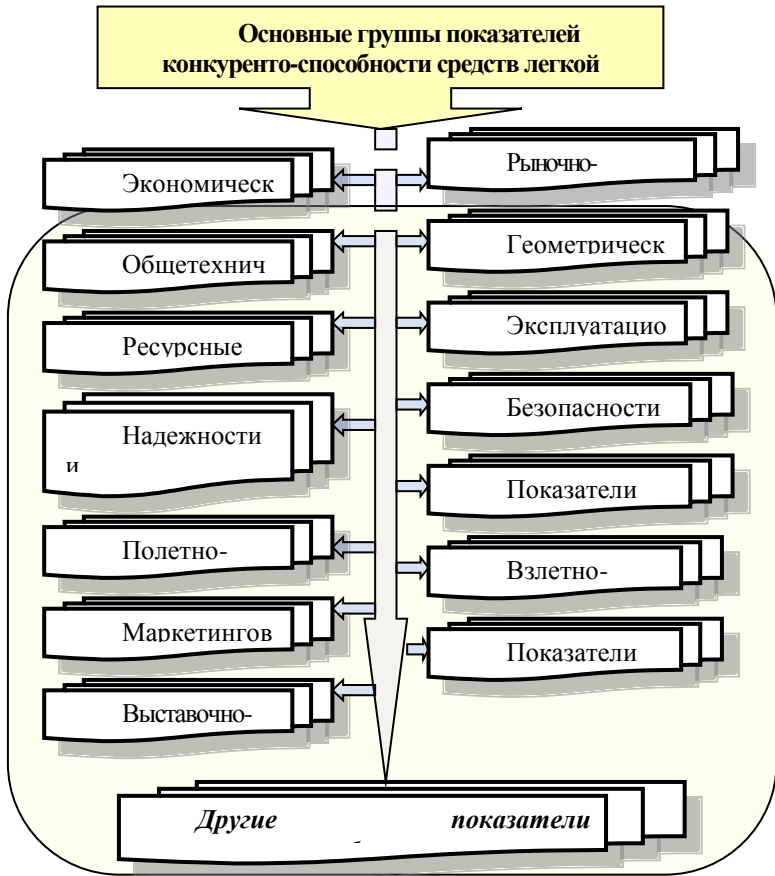 Основные группы показателей
конкуренто-способности средств легкой
Экономическ
Рыночно-
Общетехнич
Геометрическ
Ресурсные
Эксплуатацио
Надежности
и
Безопасности
Показатели
Полетно-
Взлетно-
Маркетингов
Показатели
Выставочно-
Другие показатели